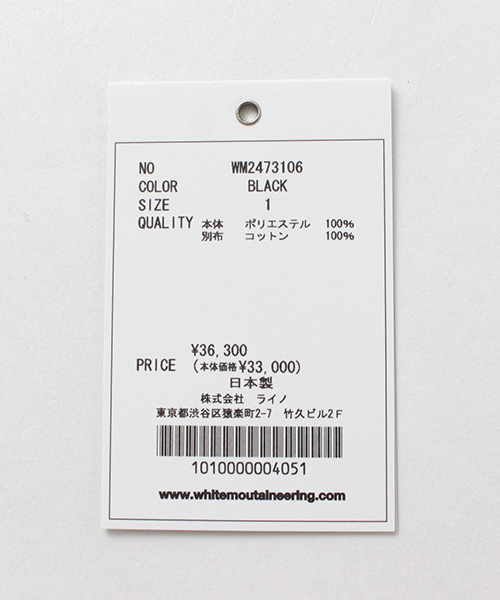 NO WM2473106
COLOR BLACK
SIZE 1
QUALITY 本体 ポリエステル 100%
別布 コットン 100%
¥36,300
PRICE (本体価格¥33,000)
日本製
株式会社 ライノ
東京都渋谷区猿楽町2-7 竹久ビル2F
1010000004051
www.whitemoutaineering.com